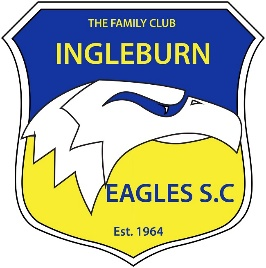 THE FAMILY CLUB
INGLEBURN
EAGLES S.C
Est. 1964